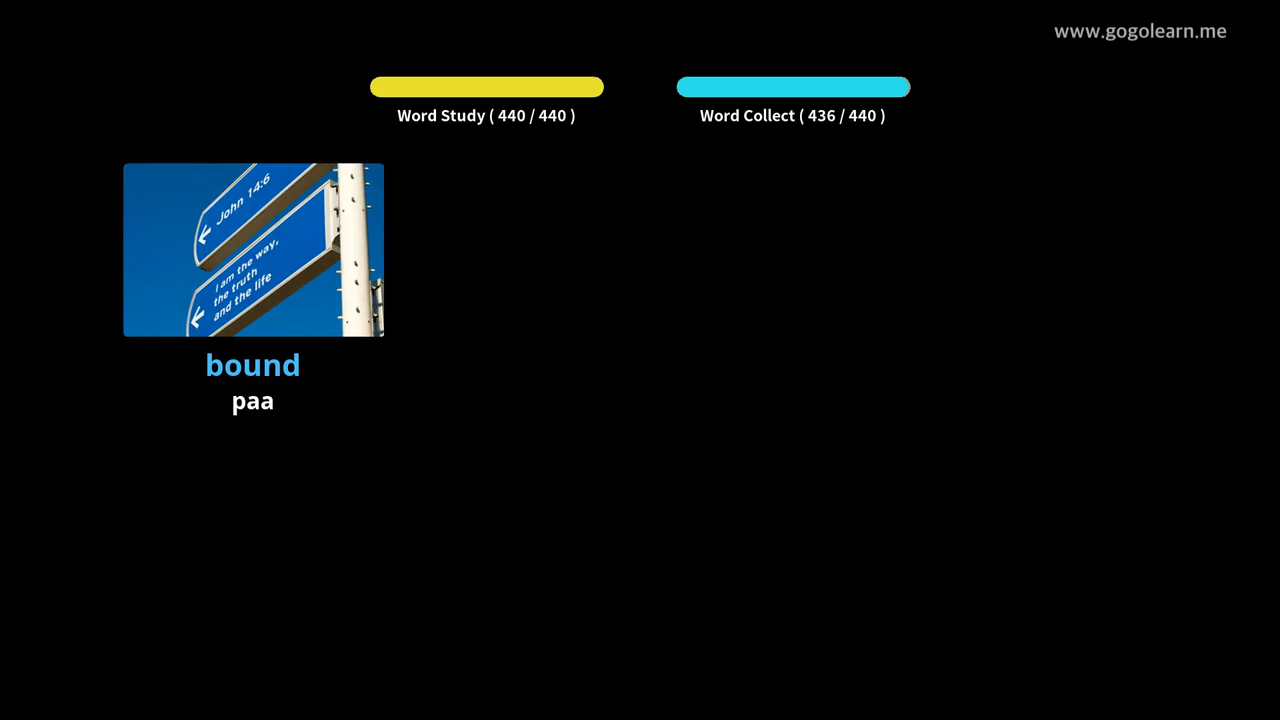 www.gogolearn.me
Word Study ( 440 / 440 )
Word Collect ( 436 / 440 )
John 14:6
I am the way,
the truth
and the life
bound
paa